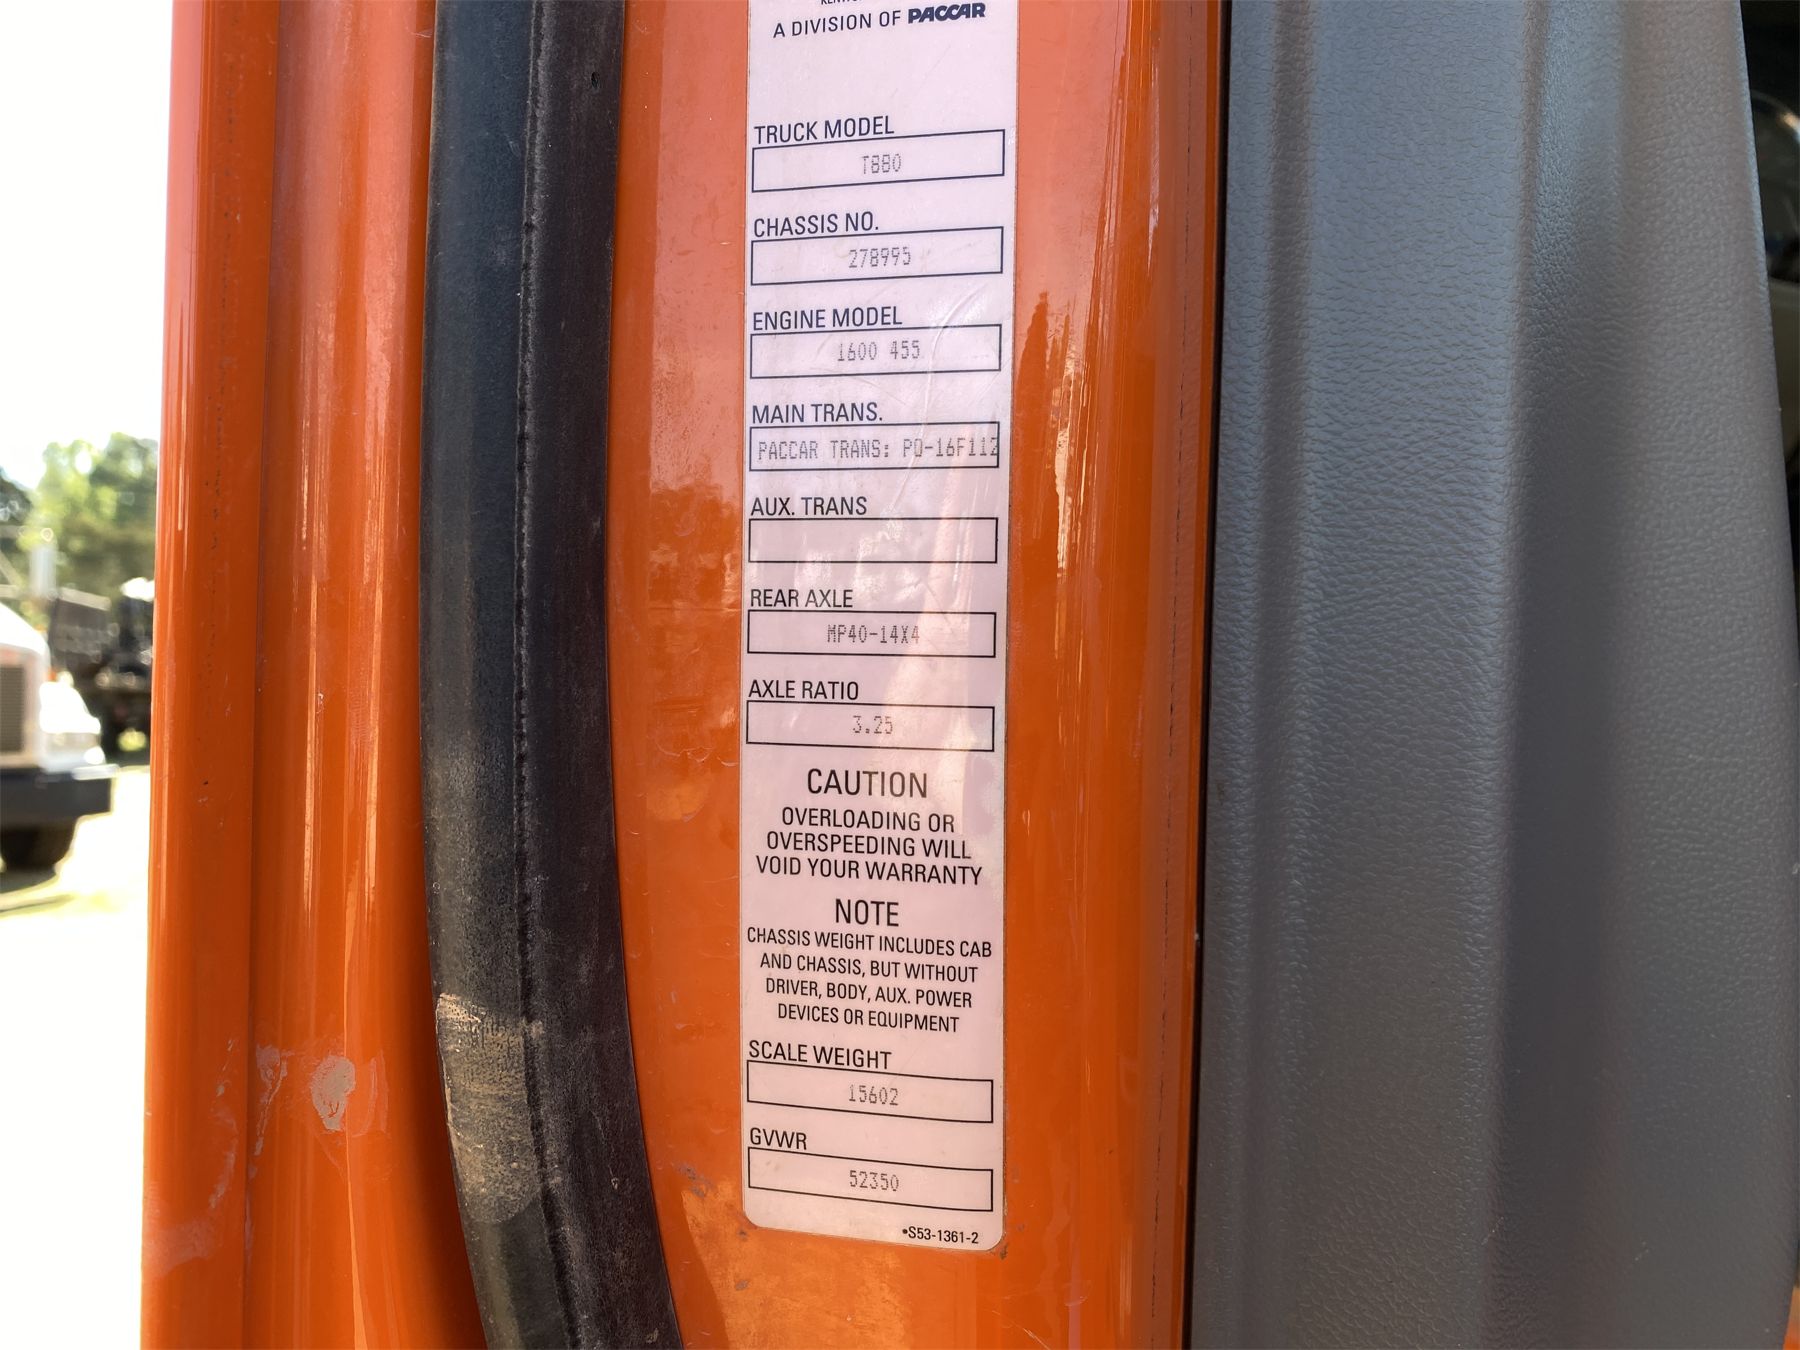 A DIVISION OF PACCAR
TRUCK MODEL
T880
CHASSIS NO.
278995
ENGINE MODEL
1600 455
MAIN TRANS.
PACCAR TRANS: PO-16F112
AUX. TRANS
REAR AXLE
MP40-14X4
AXLE RATIO
3.25
CAUTION
OVERLOADING OR
OVERSPEEDING WILL
VOID YOUR WARRANTY
NOTE
CHASSIS WEIGHT INCLUDES CAB
AND CHASSIS, BUT WITHOUT
DRIVER, BODY, AUX. POWER
DEVICES OR EQUIPMENT
SCALE WEIGHT
15602
GVWR
52350
•S53-1361-2